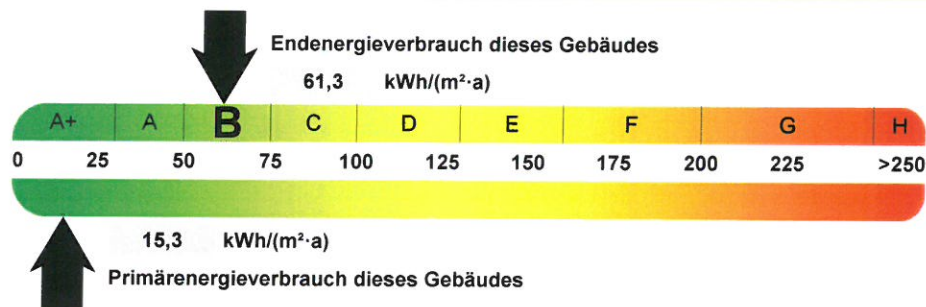 Endenergieverbrauch dieses Gebäudes
61,3 kWh/(m²·a)
A+ A B C D E F G H
0 25 50 75 100 125 150 175 200 225 >250
15,3 kWh/(m²·a)
Primärenergieverbrauch dieses Gebäudes